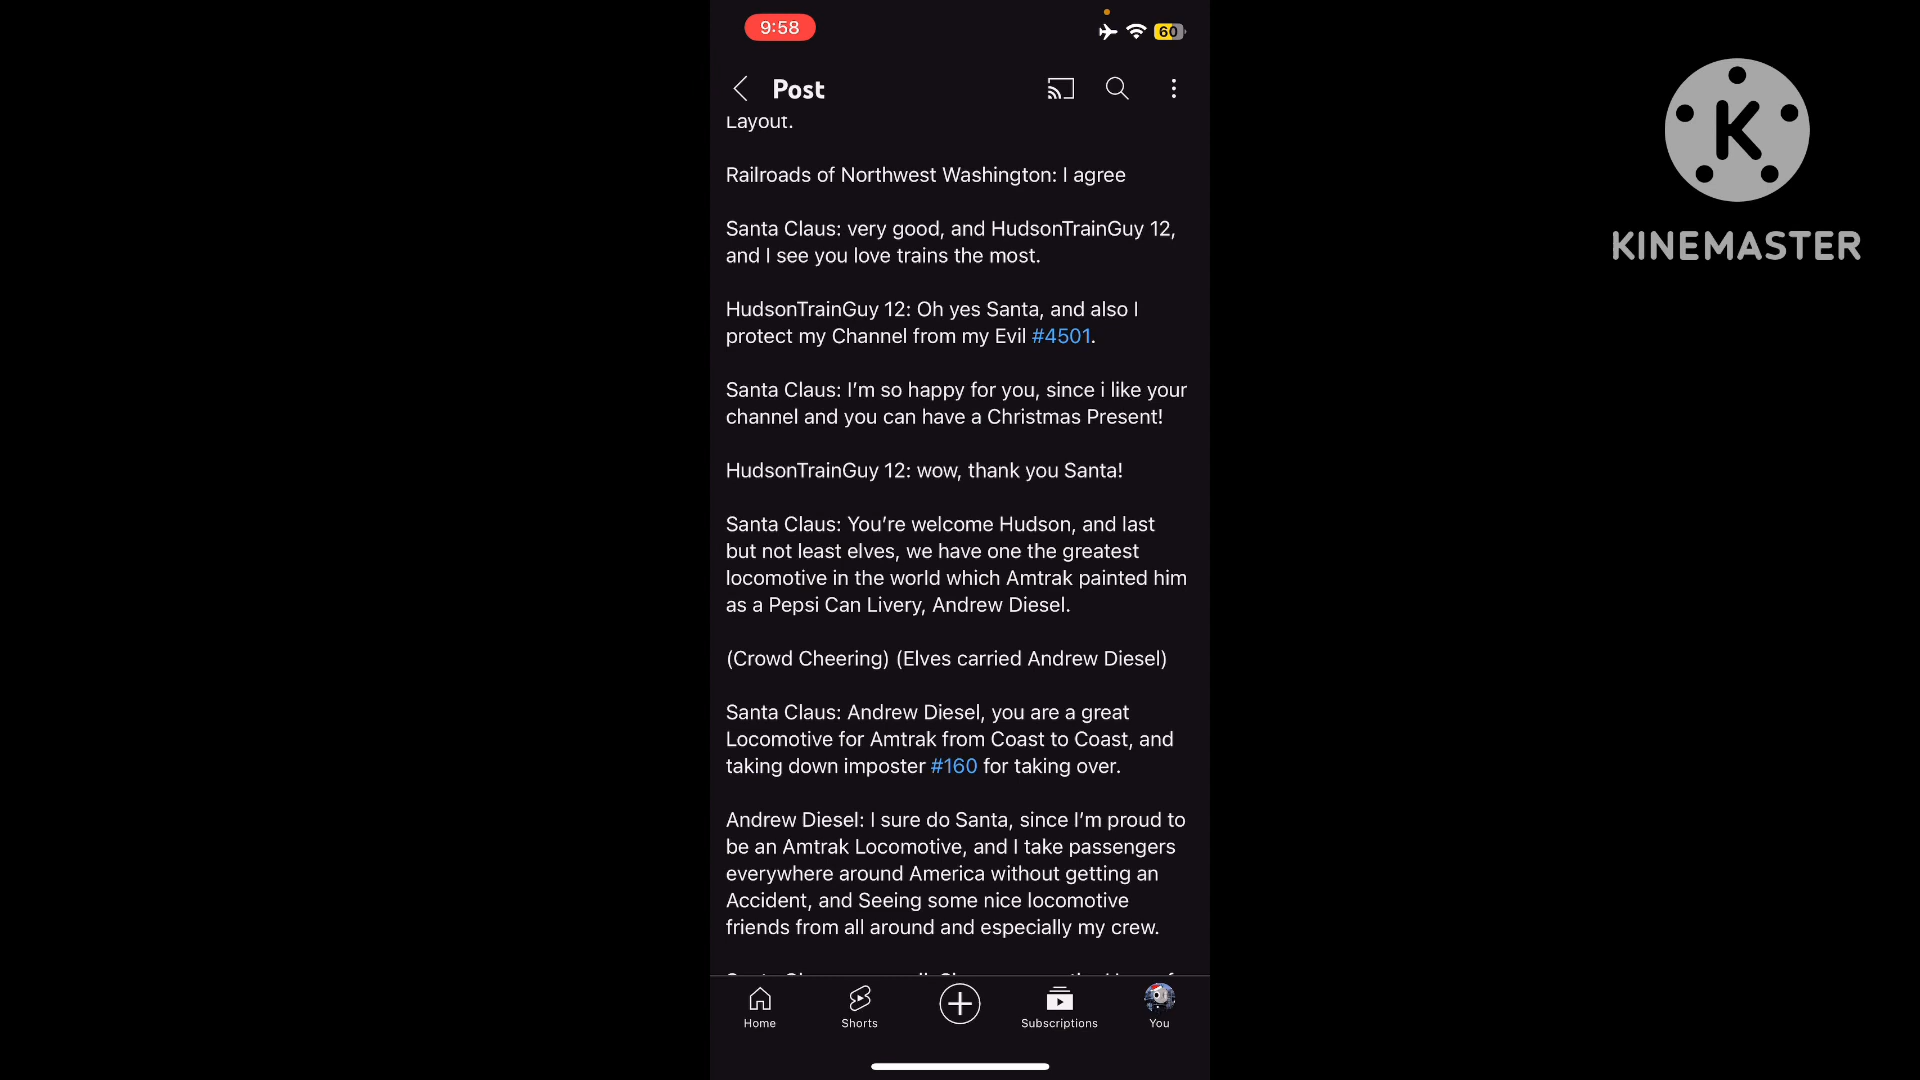 9:58
60
Post
Layout.
Railroads of Northwest Washington: I agree
Santa Claus: very good, and HudsonTrainGuy 12,
and I see you love trains the most.
HudsonTrainGuy 12: Oh yes Santa, and also I
protect my Channel from my Evil #4501.
Santa Claus: I’m so happy for you, since i like your
channel and you can have a Christmas Present!
HudsonTrainGuy 12: wow, thank you Santa!
Santa Claus: You’re welcome Hudson, and last
but not least elves, we have one the greatest
locomotive in the world which Amtrak painted him
as a Pepsi Can Livery, Andrew Diesel.
(Crowd Cheering) (Elves carried Andrew Diesel)
Santa Claus: Andrew Diesel, you are a great
Locomotive for Amtrak from Coast to Coast, and
taking down imposter #160 for taking over.
Andrew Diesel: I sure do Santa, since I’m proud to
be an Amtrak Locomotive, and I take passengers
everywhere around America without getting an
Accident, and Seeing some nice locomotive
friends from all around and especially my crew.
Home
Shorts
Subscriptions
You
K
KINEMASTER